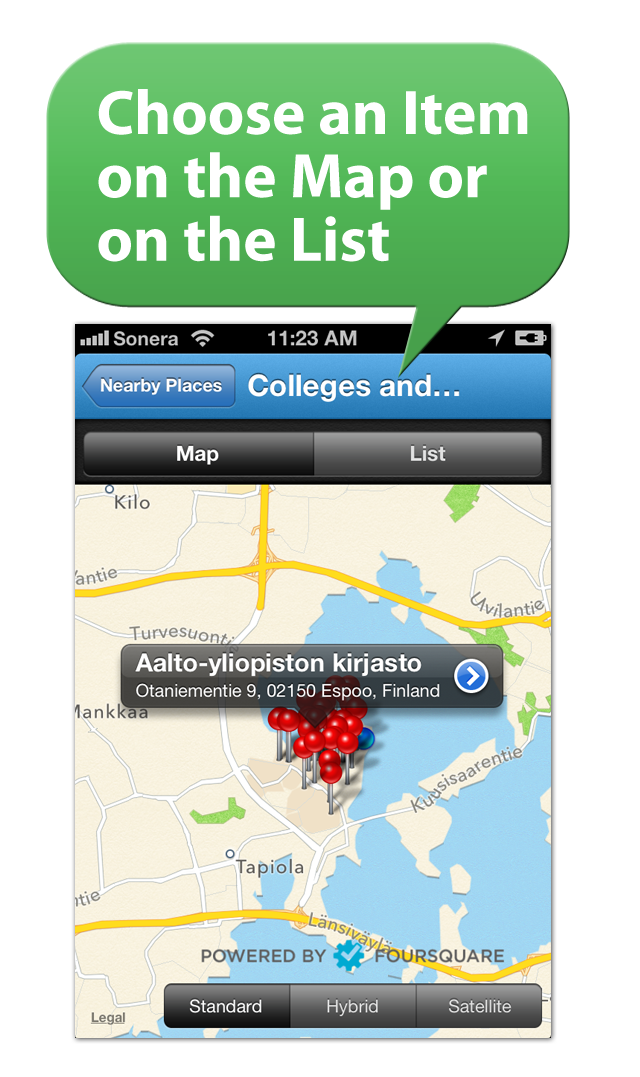 Choose an Item
on the Map or
on the List
Sonera 11:23 AM
Nearby Places Colleges and...
Map List
Kilo
antie
Uvilantie
Turvesuonti
Aalto-yliopiston kirjasto
Otaniementie 9, 02150 Espoo, Finland
Mankkaa
Kuusisaarentie
Tapiola
tie
Länsiväylä
POWERED BY FOURSQUARE
Standard Hybrid Satellite
Legal